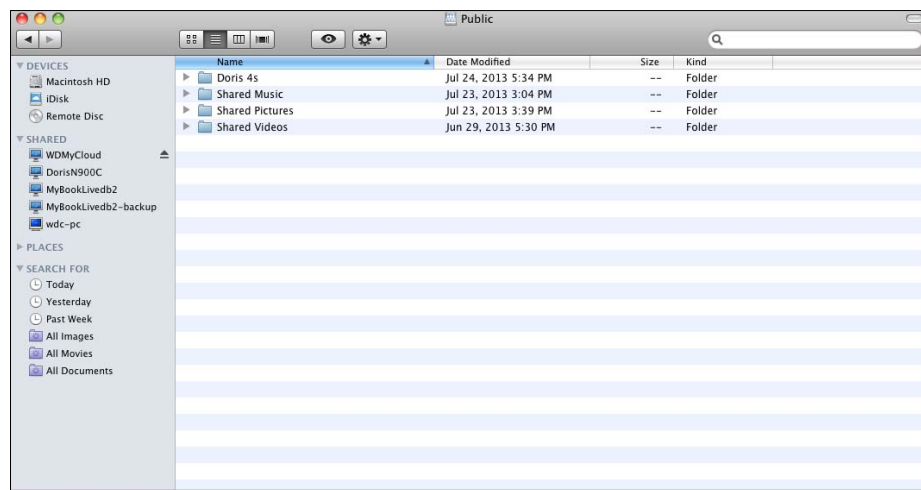 Public
DEVICES
Macintosh HD
iDisk
Remote Disc
SHARED
WDMyCloud
DorisN900C
MyBookLivedb2
MyBookLivedb2-backup
wdc-pc
PLACES
SEARCH FOR
Today
Yesterday
Past Week
All Images
All Movies
All Documents
Name Date Modified Size Kind
Doris 4s Jul 24, 2013 5:34 PM -- Folder
Shared Music Jul 23, 2013 3:04 PM -- Folder
Shared Pictures Jul 23, 2013 3:39 PM -- Folder
Shared Videos Jun 29, 2013 5:30 PM -- Folder